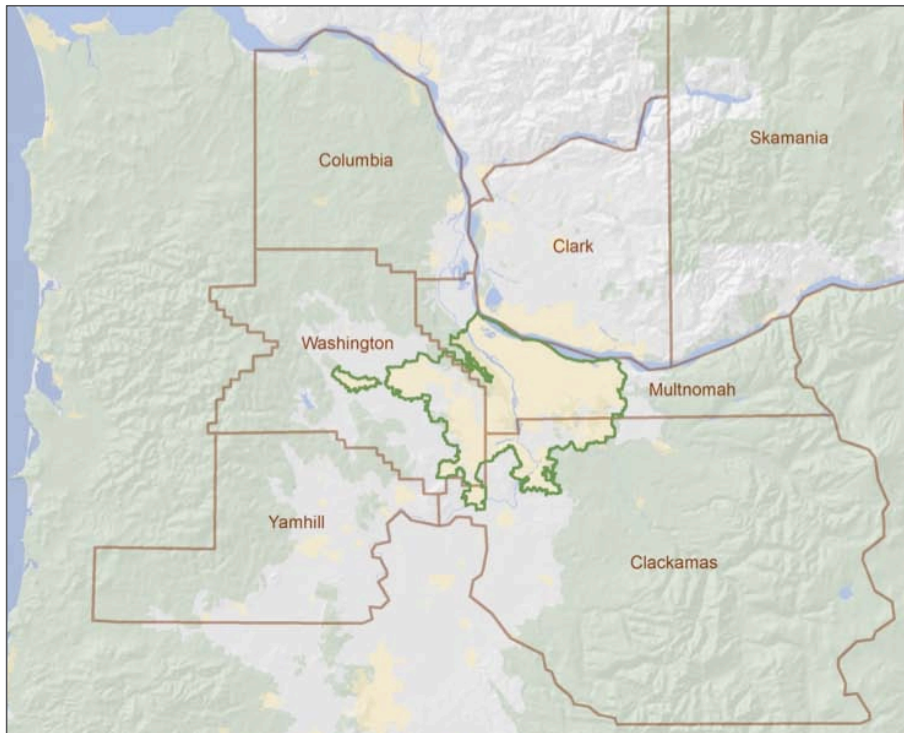 Skamania
Columbia
Clark
Washington
Multnomah
Yamhill
Clackamas